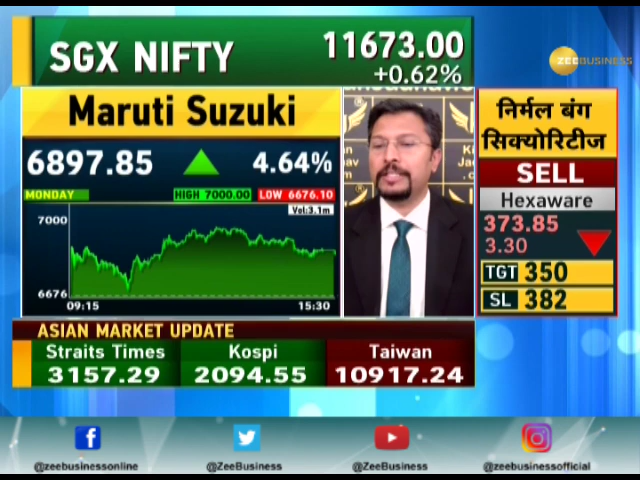 SGX NIFTY
11673.00
+0.62%
ZEEBUSINESS
Maruti Suzuki
6897.85 4.64%
MONDAY HIGH 7000.00 LOW 6676.10
Vol:3.1m
7000
6676
09:15 15:30
निर्मल बंग
सिक्योरिटीज
SELL
Hexaware
373.85
3.30
TGT 350
SL 382
ASIAN MARKET UPDATE
Straits Times Kospi Taiwan
3157.29 2094.55 10917.24
@zeebusinessonline @ZeeBusiness @ZeeBusiness @zeebusinessofficial